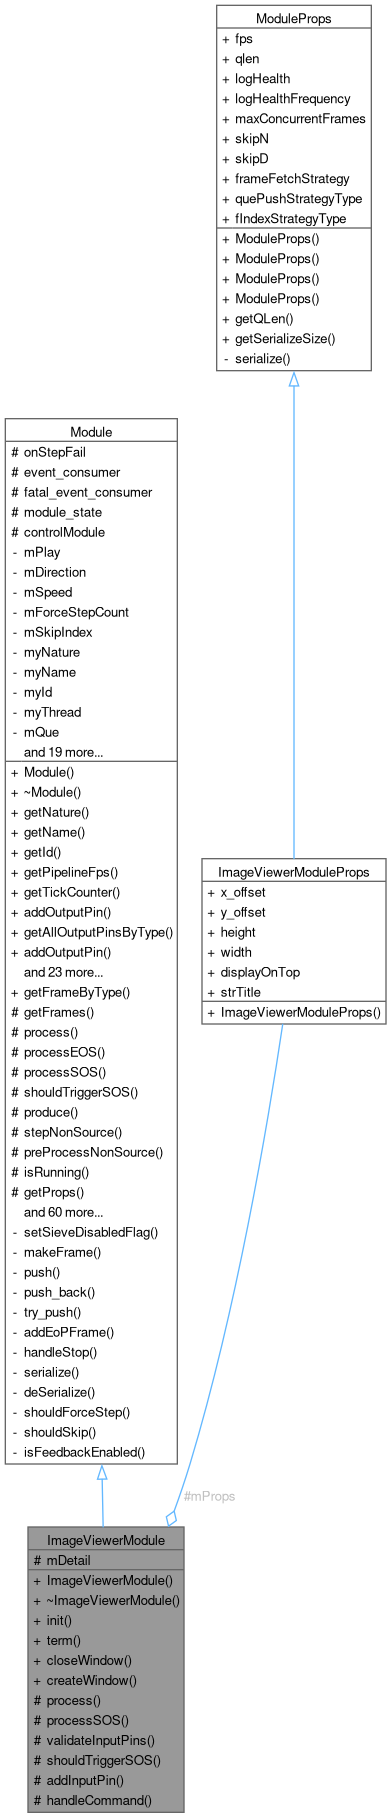 ModuleProps
+ fps
+ qlen
+ logHealth
+ logHealthFrequency
+ maxConcurrentFrames
+ skipN
+ skipD
+ frameFetchStrategy
+ quePushStrategyType
+ fIndexStrategyType
+ ModuleProps()
+ ModuleProps()
+ ModuleProps()
+ ModuleProps()
+ getQLen()
+ getSerializeSize()
- serialize()
Module
# onStepFail
# event_consumer
# fatal_event_consumer
# module_state
# controlModule
- mPlay
- mDirection
- mSpeed
- mForceStepCount
- mSkipIndex
- myNature
- myName
- myId
- myThread
- mQue
and 19 more...
+ Module()
+ ~Module()
+ getNature()
+ getName()
+ getId()
+ getPipelineFps()
+ getTickCounter()
+ addOutputPin()
+ getAllOutputPinsByType()
+ addOutputPin()
and 23 more...
+ getFrameByType()
# getFrames()
# process()
# processEOS()
# processSOS()
# shouldTriggerSOS()
# produce()
# stepNonSource()
# preProcessNonSource()
# isRunning()
# getProps()
and 60 more...
- setSieveDisabledFlag()
- makeFrame()
- push()
- push_back()
- try_push()
- addEoPFrame()
- handleStop()
- serialize()
- deSerialize()
- shouldForceStep()
- shouldSkip()
- isFeedbackEnabled()
ImageViewerModuleProps
+ x_offset
+ y_offset
+ height
+ width
+ displayOnTop
+ strTitle
+ ImageViewerModuleProps()
#mProps
ImageViewerModule
# mDetail
+ ImageViewerModule()
+ ~ImageViewerModule()
+ init()
+ term()
+ closeWindow()
+ createWindow()
# process()
# processSOS()
# validateInputPins()
# shouldTriggerSOS()
# addInputPin()
# handleCommand()